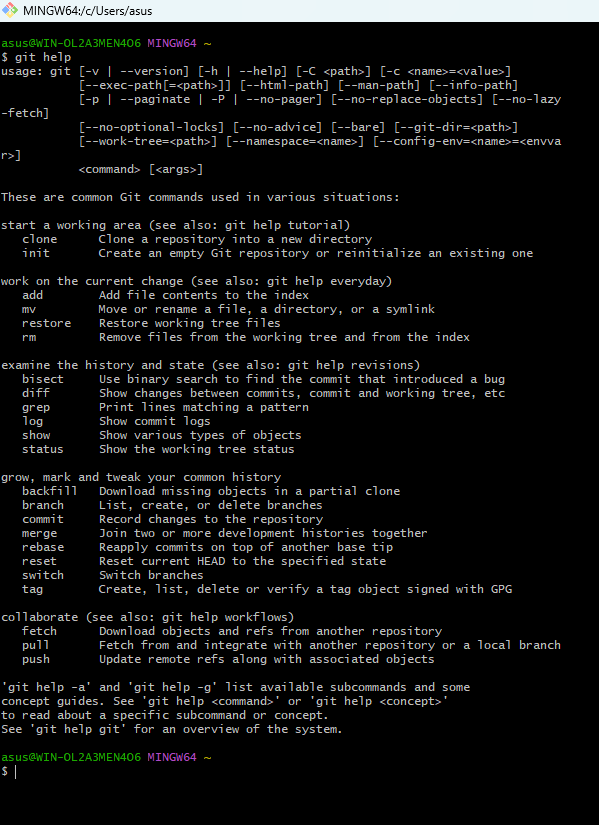 MINGW64:/c/Users/asus
asus@WIN-OL2A3MEN4O6 MINGW64 ~
$ git help
usage: git [-v | --version] [-h | --help] [-C <path>] [-c <name>=<value>]
           [--exec-path[=<path>]] [--html-path] [--man-path] [--info-path]
           [-p | --paginate | -P | --no-pager] [--no-replace-objects] [--no-lazy
-fetch]
           [--no-optional-locks] [--no-advice] [--bare] [--git-dir=<path>]
           [--work-tree=<path>] [--namespace=<name>] [--config-env=<name>=<envva
r>]
           <command> [<args>]

These are common Git commands used in various situations:

start a working area (see also: git help tutorial)
   clone      Clone a repository into a new directory
   init       Create an empty Git repository or reinitialize an existing one

work on the current change (see also: git help everyday)
   add        Add file contents to the index
   mv         Move or rename a file, a directory, or a symlink
   restore    Restore working tree files
   rm         Remove files from the working tree and from the index

examine the history and state (see also: git help revisions)
   bisect     Use binary search to find the commit that introduced a bug
   diff       Show changes between commits, commit and working tree, etc
   grep       Print lines matching a pattern
   log        Show commit logs
   show       Show various types of objects
   status     Show the working tree status

grow, mark and tweak your common history
   backfill   Download missing objects in a partial clone
   branch     List, create, or delete branches
   commit     Record changes to the repository
   merge      Join two or more development histories together
   rebase     Reapply commits on top of another base tip
   reset      Reset current HEAD to the specified state
   switch     Switch branches
   tag        Create, list, delete or verify a tag object signed with GPG

collaborate (see also: git help workflows)
   fetch      Download objects and refs from another repository
   pull       Fetch from and integrate with another repository or a local branch
   push       Update remote refs along with associated objects

'git help -a' and 'git help -g' list available subcommands and some
concept guides. See 'git help <command>' or 'git help <concept>'
to read about a specific subcommand or concept.
See 'git help git' for an overview of the system.

asus@WIN-OL2A3MEN4O6 MINGW64 ~
$